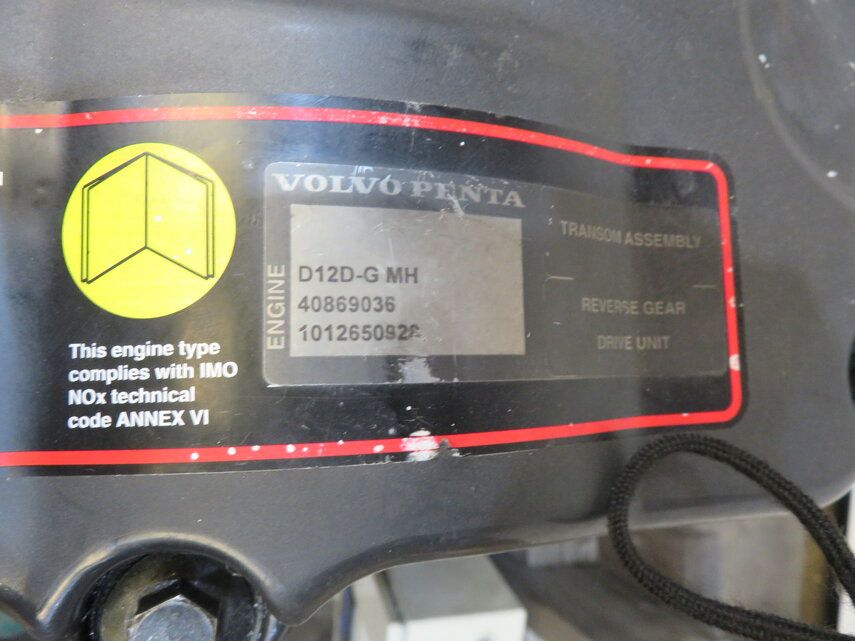 VOLVO PENTA
ENGINE
D12D-G MH
40869036
1012650928
TRANSOM ASSEMBLY
REVERSE GEAR
DRIVE UNIT
This engine type
complies with IMO
NOx technical
code ANNEX VI